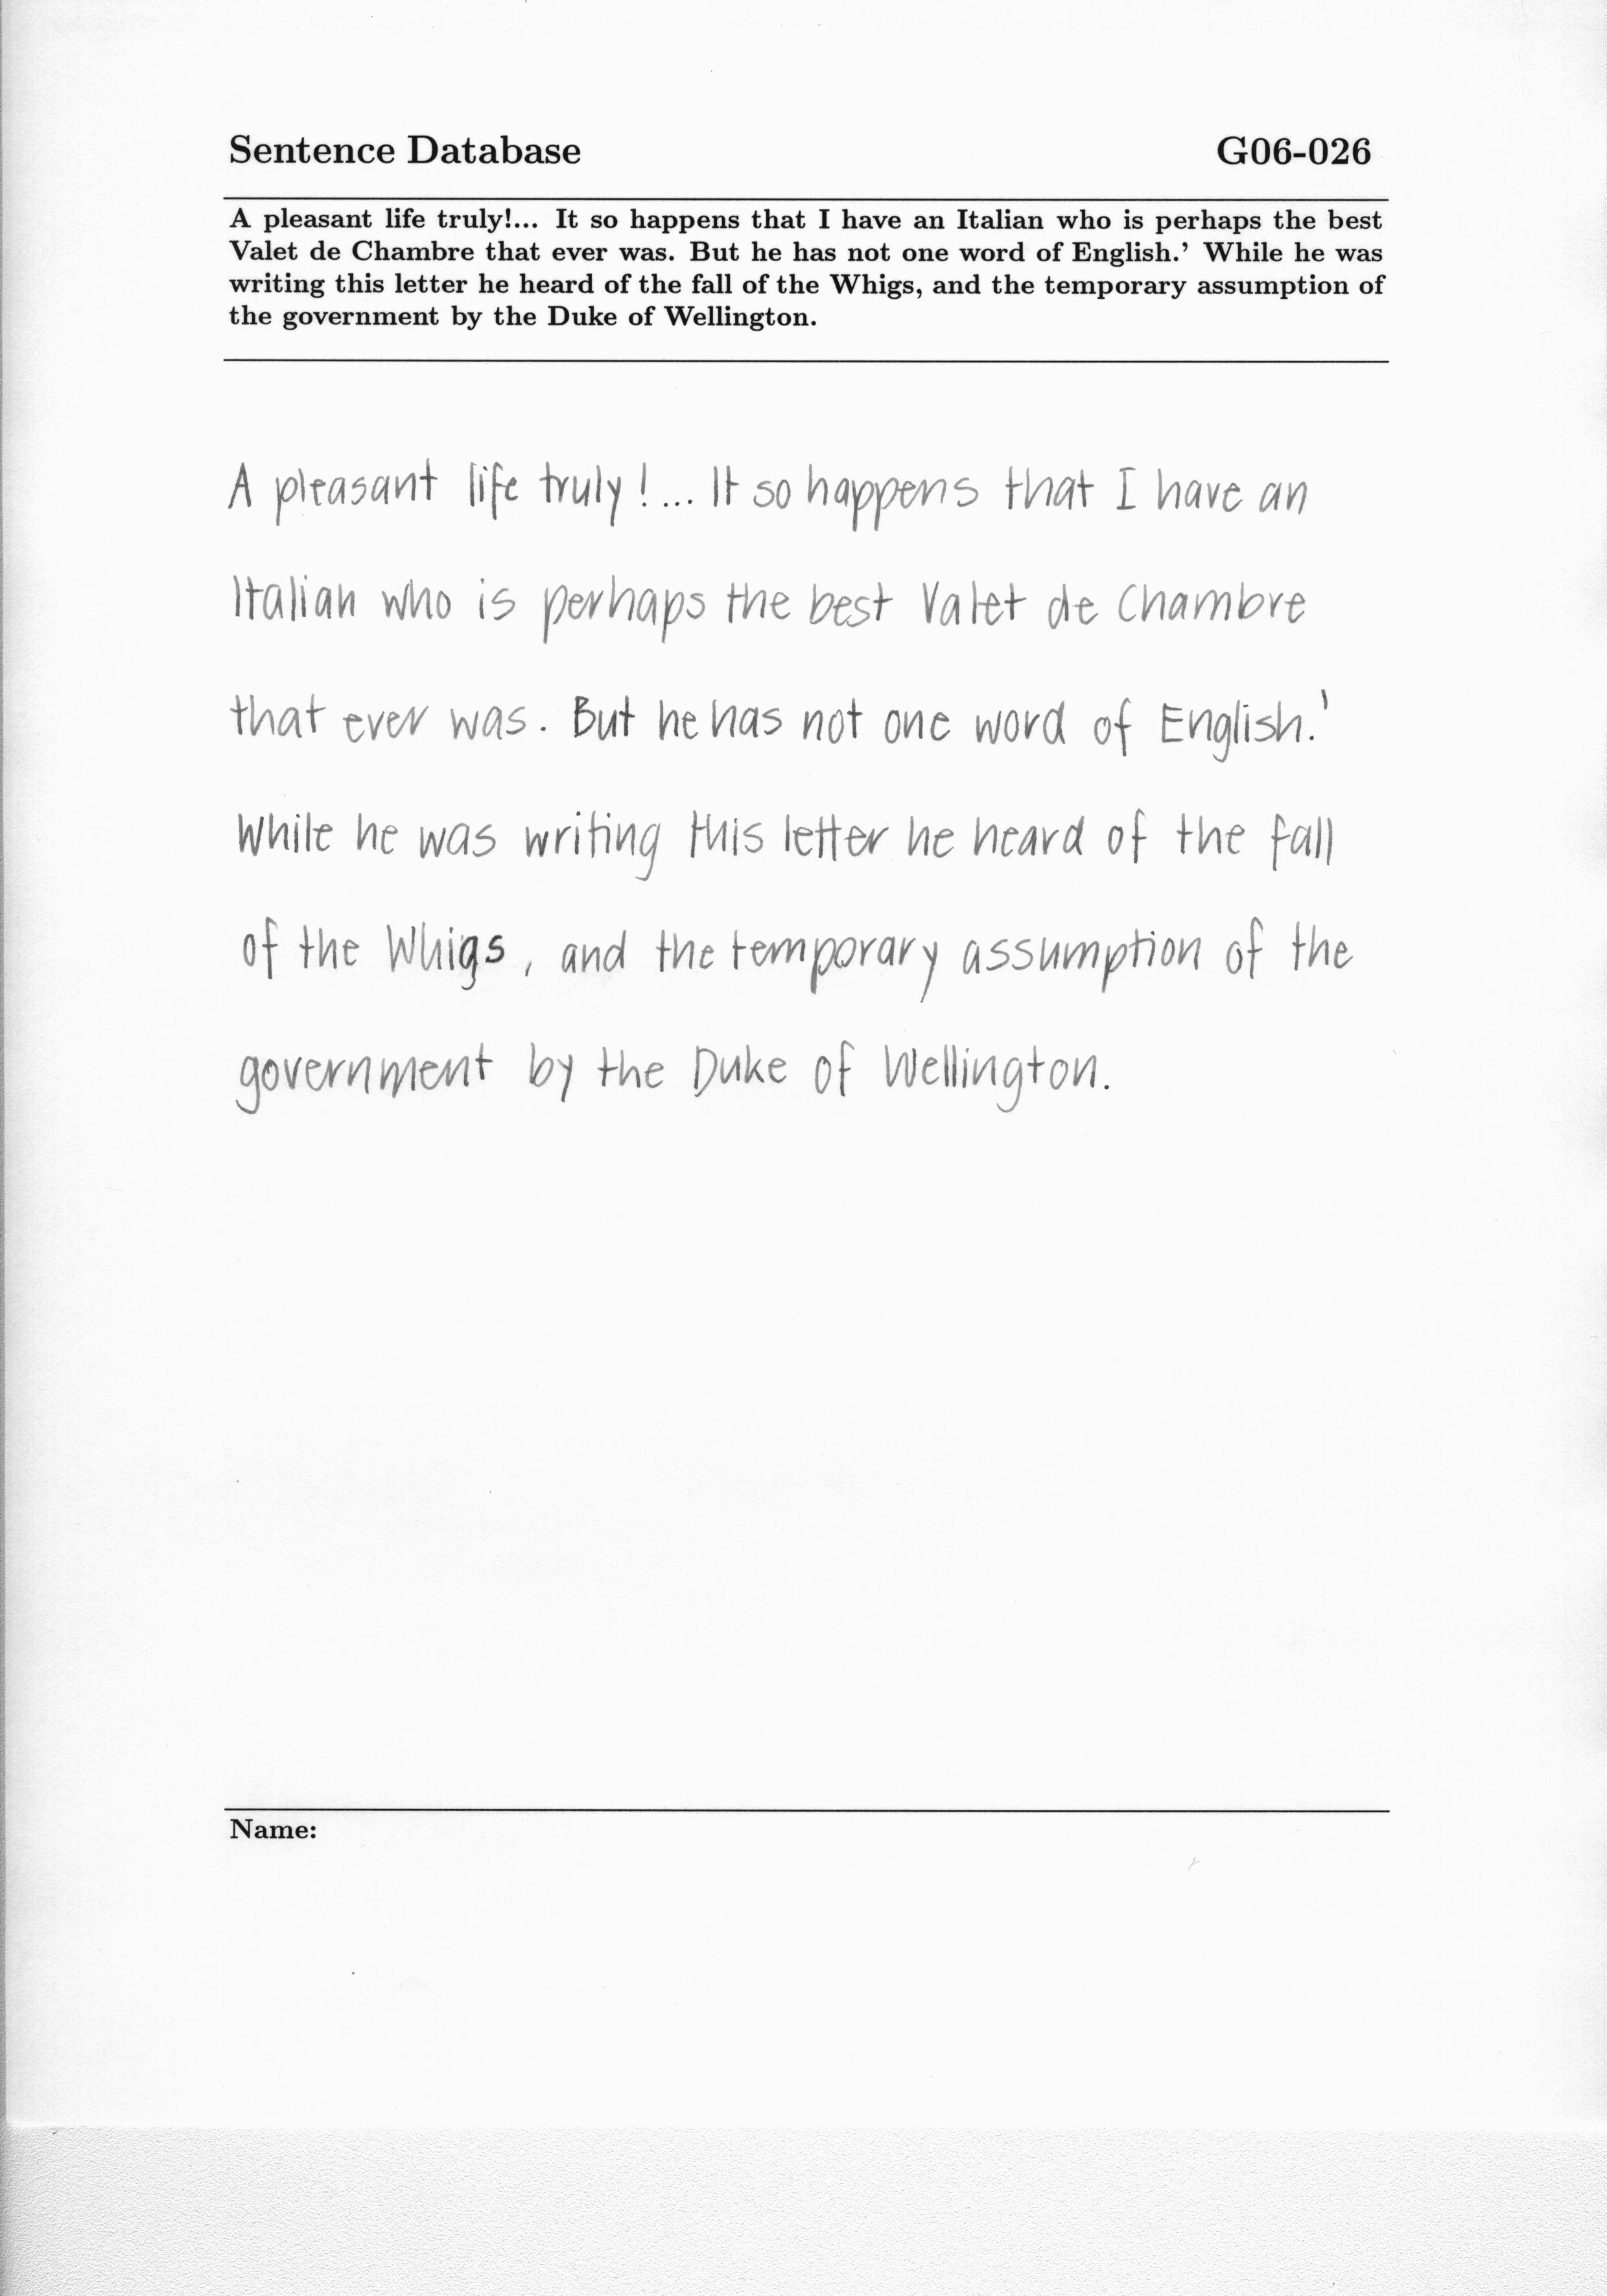 Sentence Database G06-026
A pleasant life truly!... It so happens that I have an Italian who is perhaps the best
Valet de Chambre that ever was. But he has not one word of English.' While he was
writing this letter he heard of the fall of the Whigs, and the temporary assumption of
the government by the Duke of Wellington.
A pleasant life truly!... It so happens that I have an
Italian who is perhaps the best Valet de Chambre
that ever was. But he has not one word of English.'
While he was writing this letter he heard of the fall
of the Whigs, and the temporary assumption of the
government by the Duke of Wellington.
Name: